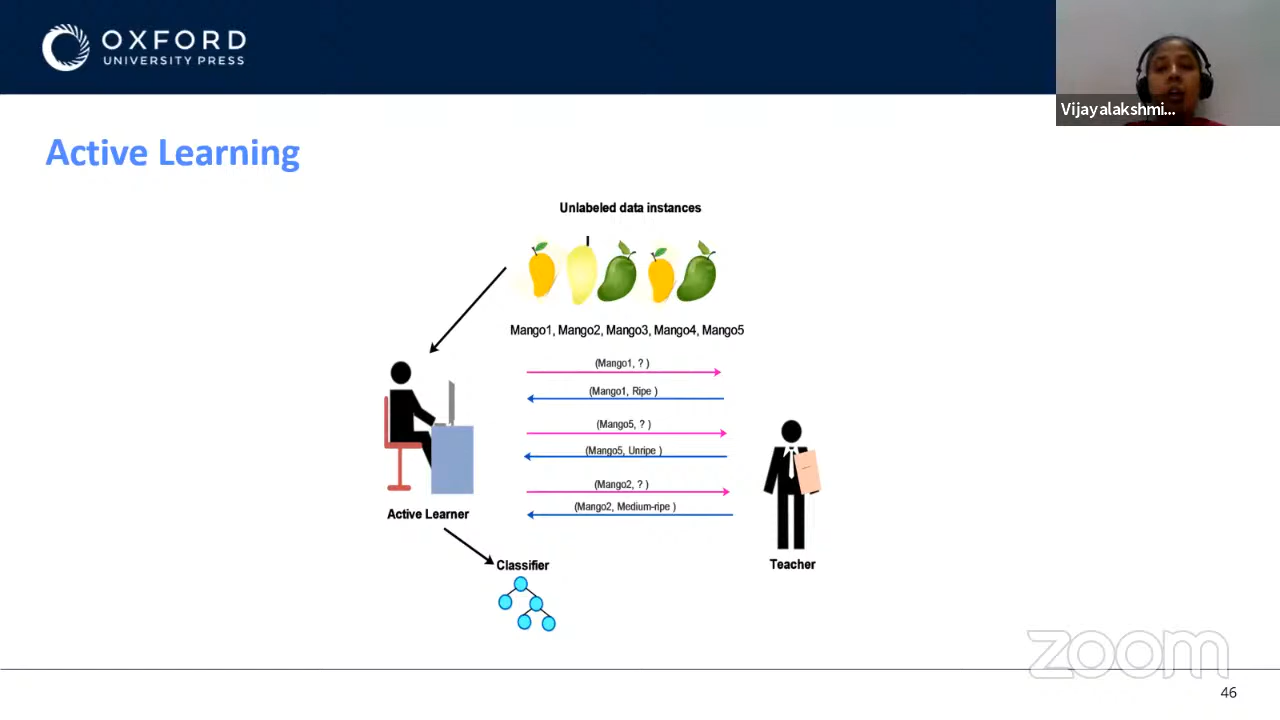 OXFORD
UNIVERSITY PRESS
Vijayalakshmi...
Active Learning
Unlabeled data instances
Mango1, Mango2, Mango3, Mango4, Mango5
(Mango1, ? )
(Mango1, Ripe )
(Mango5, ? )
(Mango5, Unripe )
(Mango2, ? )
(Mango2, Medium-ripe )
Active Learner
Teacher
Classifier
zoom
46